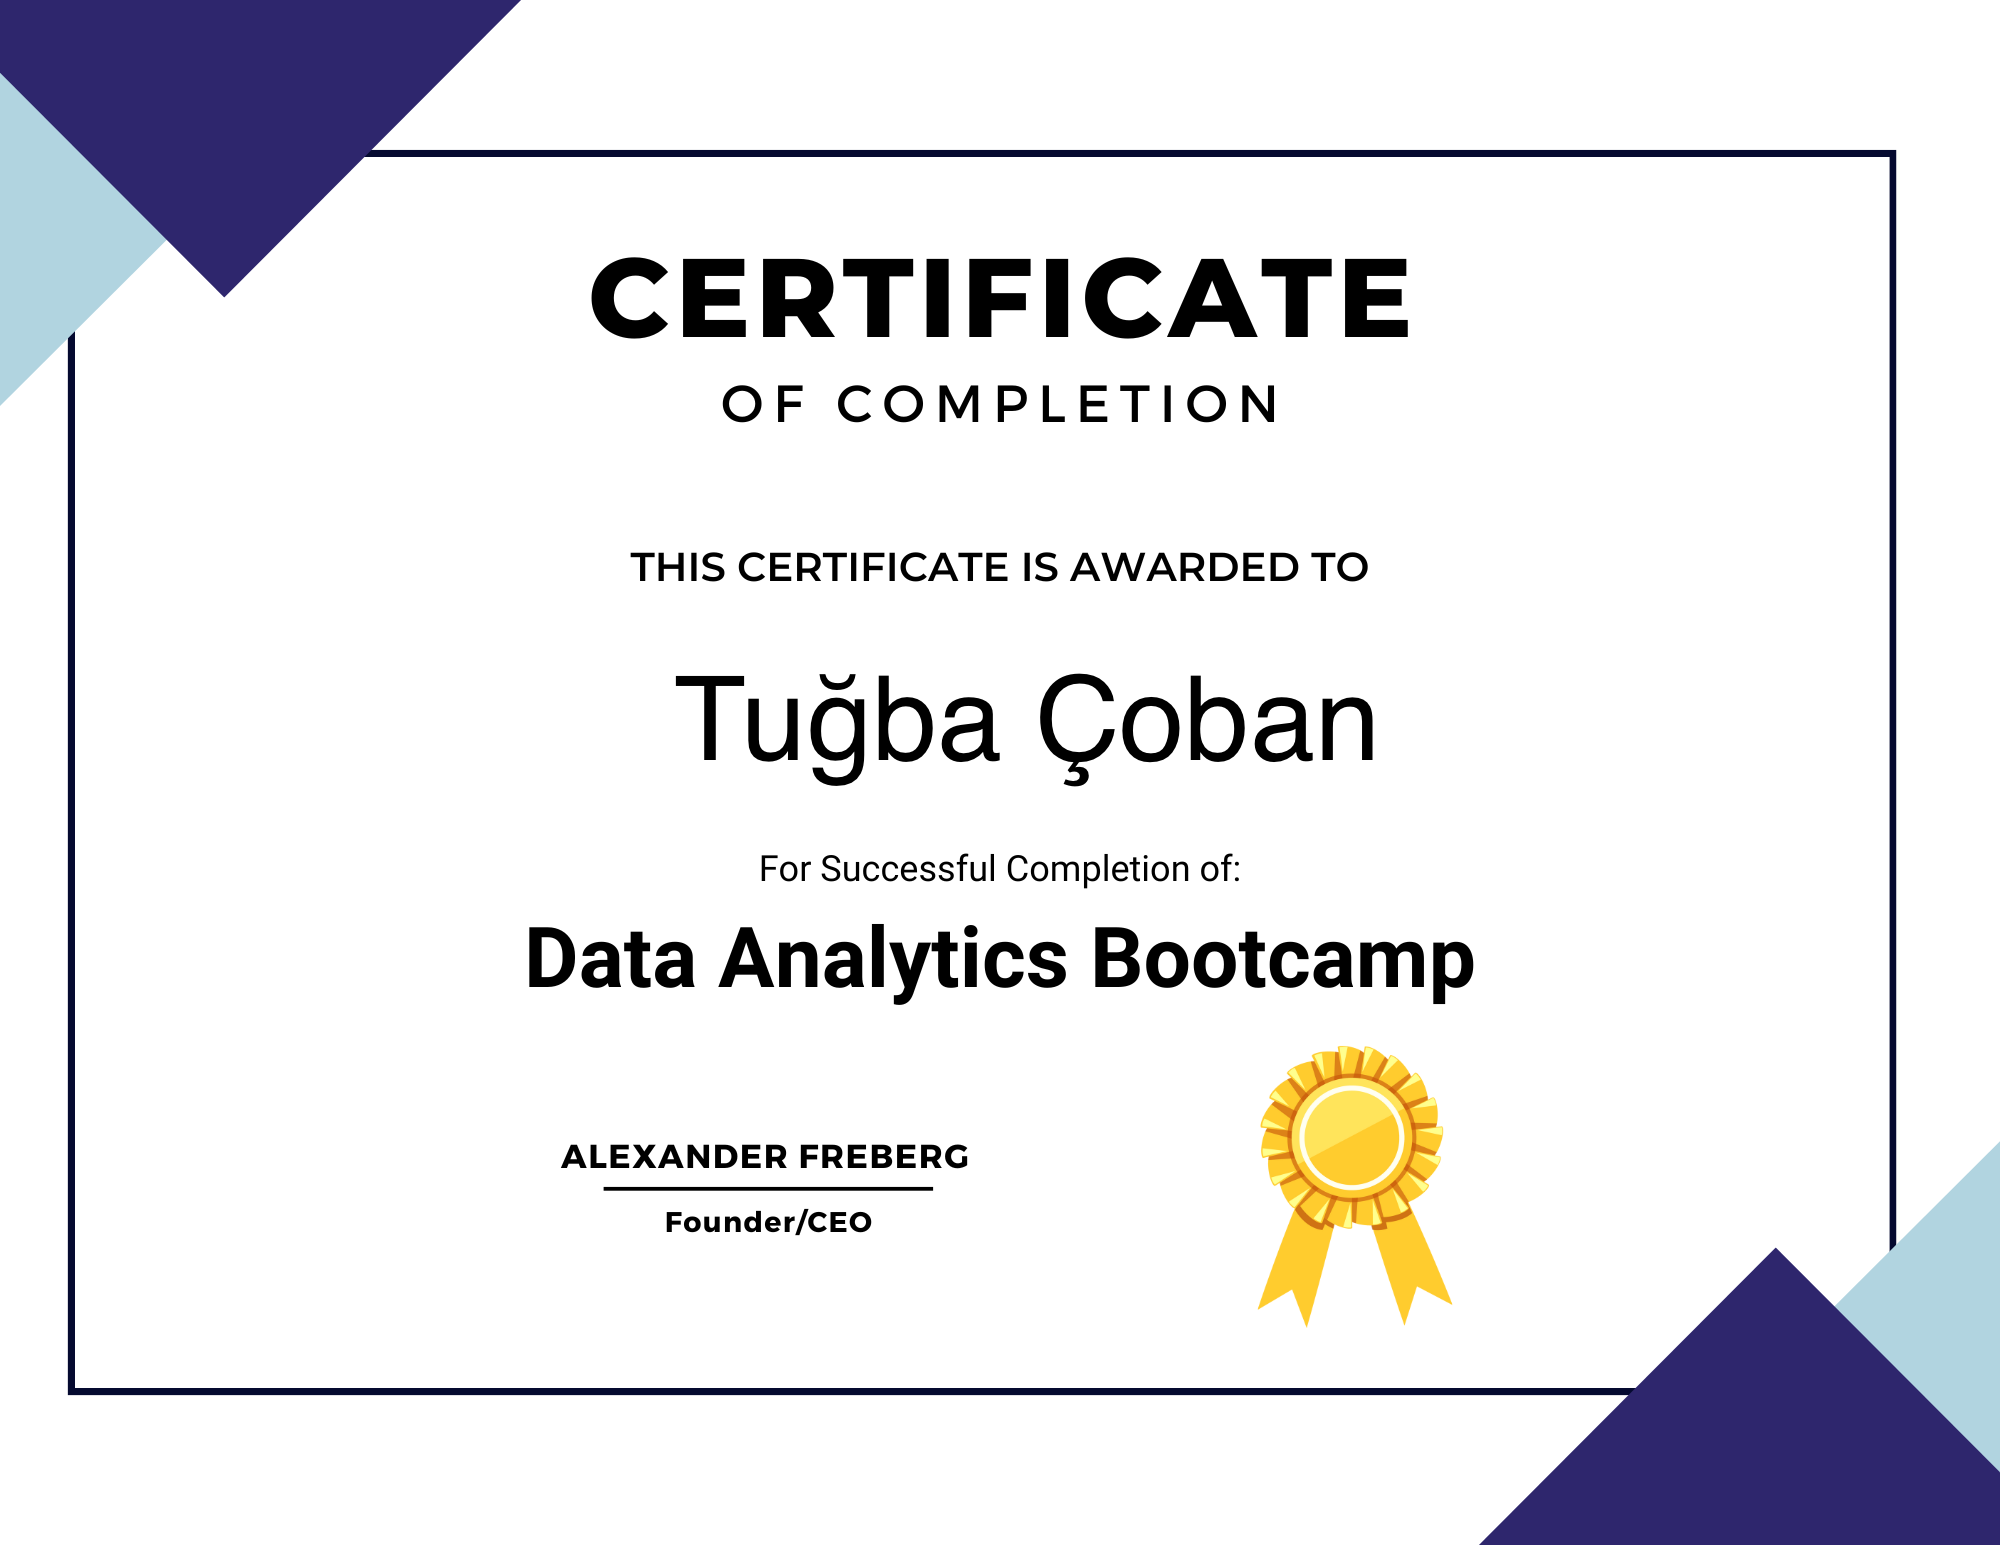 CERTIFICATE
OF COMPLETION
THIS CERTIFICATE IS AWARDED TO
Tuğba Çoban
For Successful Completion of:
Data Analytics Bootcamp
ALEXANDER FREBERG
Founder/CEO